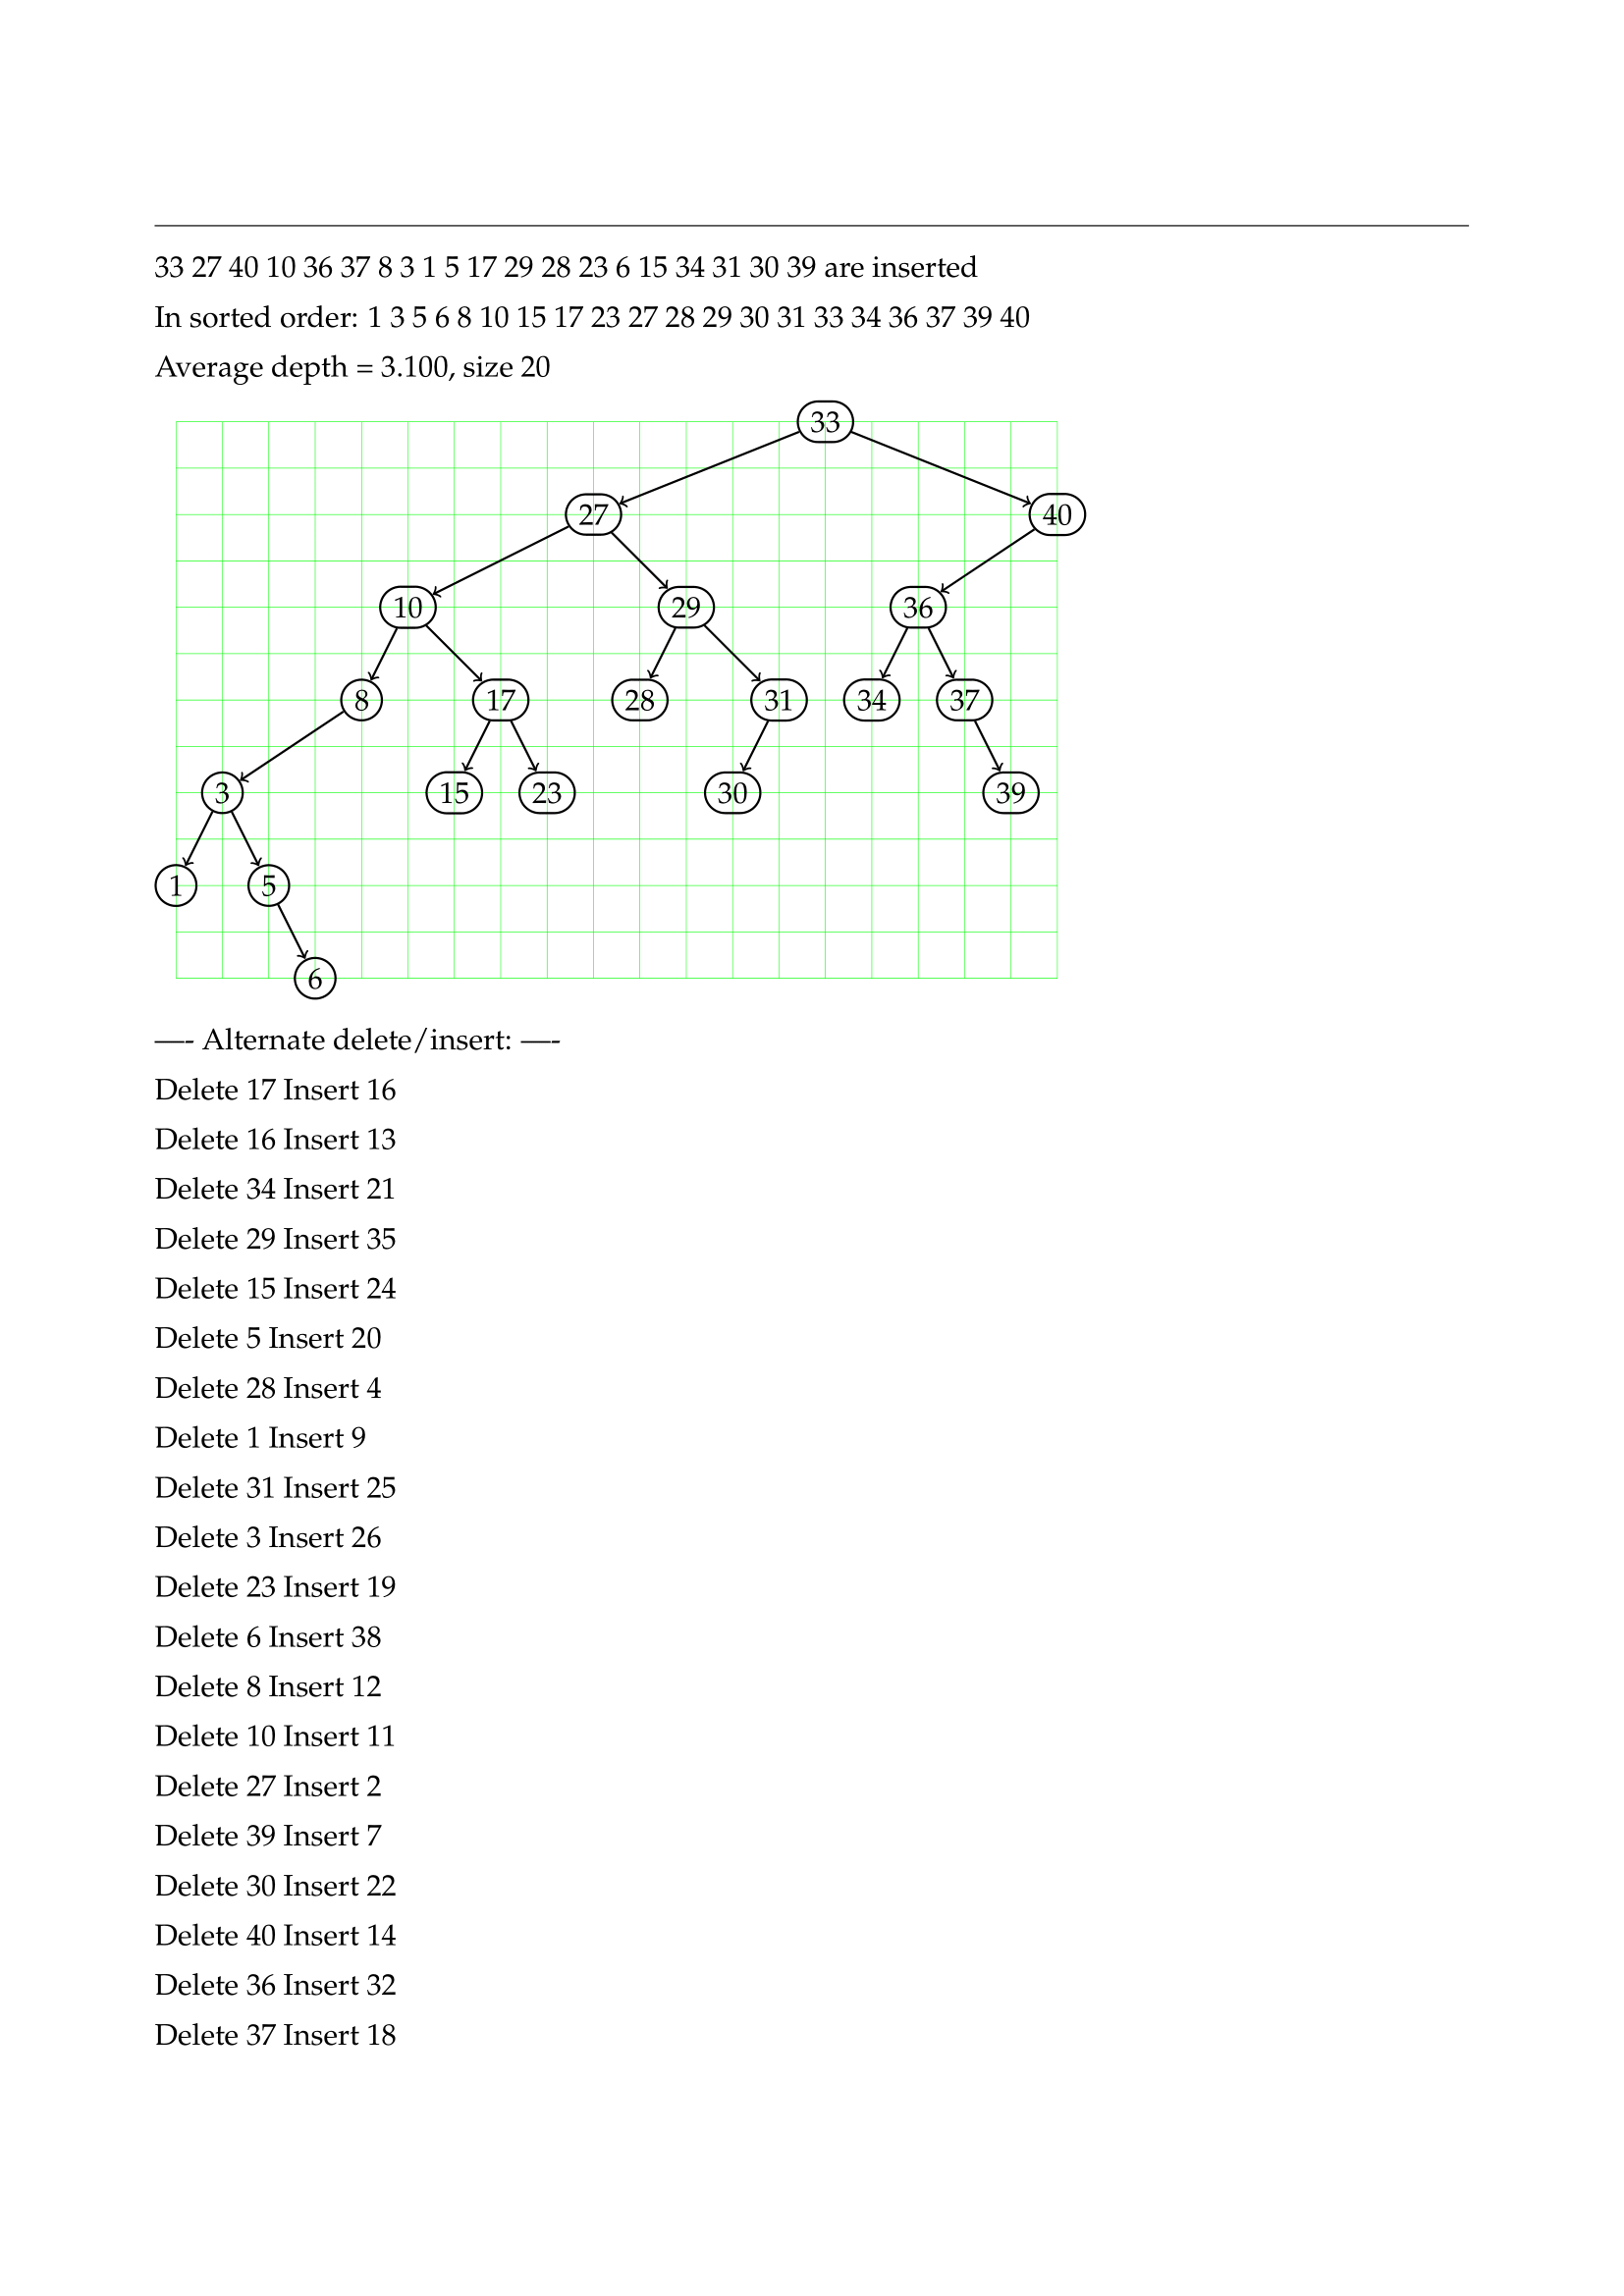 33 27 40 10 36 37 8 3 1 5 17 29 28 23 6 15 34 31 30 39 are inserted
In sorted order: 1 3 5 6 8 10 15 17 23 27 28 29 30 31 33 34 36 37 39 40
Average depth = 3.100, size 20
33
27 40
10 29 36
8 17 28 31 34 37
3 15 23 30 39
1 5
6
—- Alternate delete/insert: —-
Delete 17 Insert 16
Delete 16 Insert 13
Delete 34 Insert 21
Delete 29 Insert 35
Delete 15 Insert 24
Delete 5 Insert 20
Delete 28 Insert 4
Delete 1 Insert 9
Delete 31 Insert 25
Delete 3 Insert 26
Delete 23 Insert 19
Delete 6 Insert 38
Delete 8 Insert 12
Delete 10 Insert 11
Delete 27 Insert 2
Delete 39 Insert 7
Delete 30 Insert 22
Delete 40 Insert 14
Delete 36 Insert 32
Delete 37 Insert 18